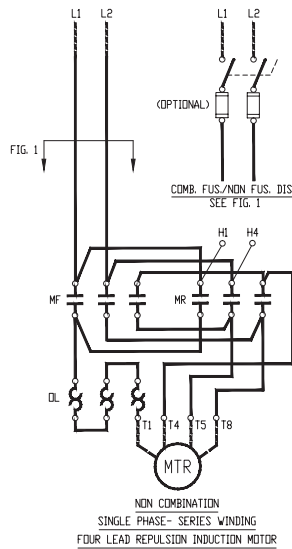 L1 L2
L1 L2
(OPTIONAL)
FIG. 1
COMB. FUS./NON FUS. DIS
SEE FIG. 1
H1 H4
MF MR
OL
T1 T4 T5 T8
MTR
NON COMBINATION
SINGLE PHASE- SERIES WINDING
FOUR LEAD REPULSION INDUCTION MOTOR